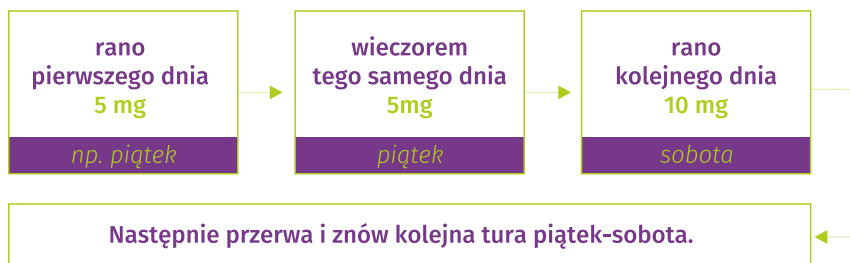 rano
pierwszego dnia
5 mg
np. piątek
wieczorem
tego samego dnia
5mg
piątek
rano
kolejnego dnia
10 mg
sobota
Następnie przerwa i znów kolejna tura piątek-sobota.